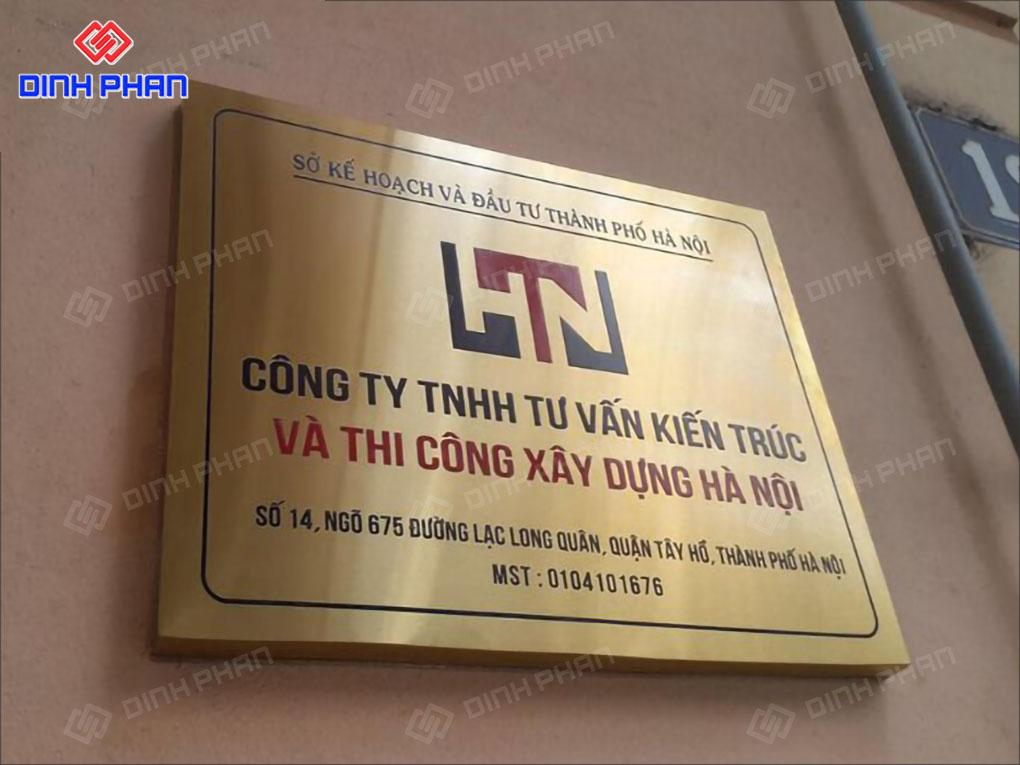 DINH PHAN
SỞ KẾ HOẠCH VÀ ĐẦU TƯ THÀNH PHỐ HÀ NỘI
HTN
CÔNG TY TNHH TƯ VẤN KIẾN TRÚC
VÀ THI CÔNG XÂY DỰNG HÀ NỘI
SỐ 14, NGÕ 675 ĐƯỜNG LẠC LONG QUÂN, QUẬN TÂY HỒ, THÀNH PHỐ HÀ NỘI
MST : 0104101676